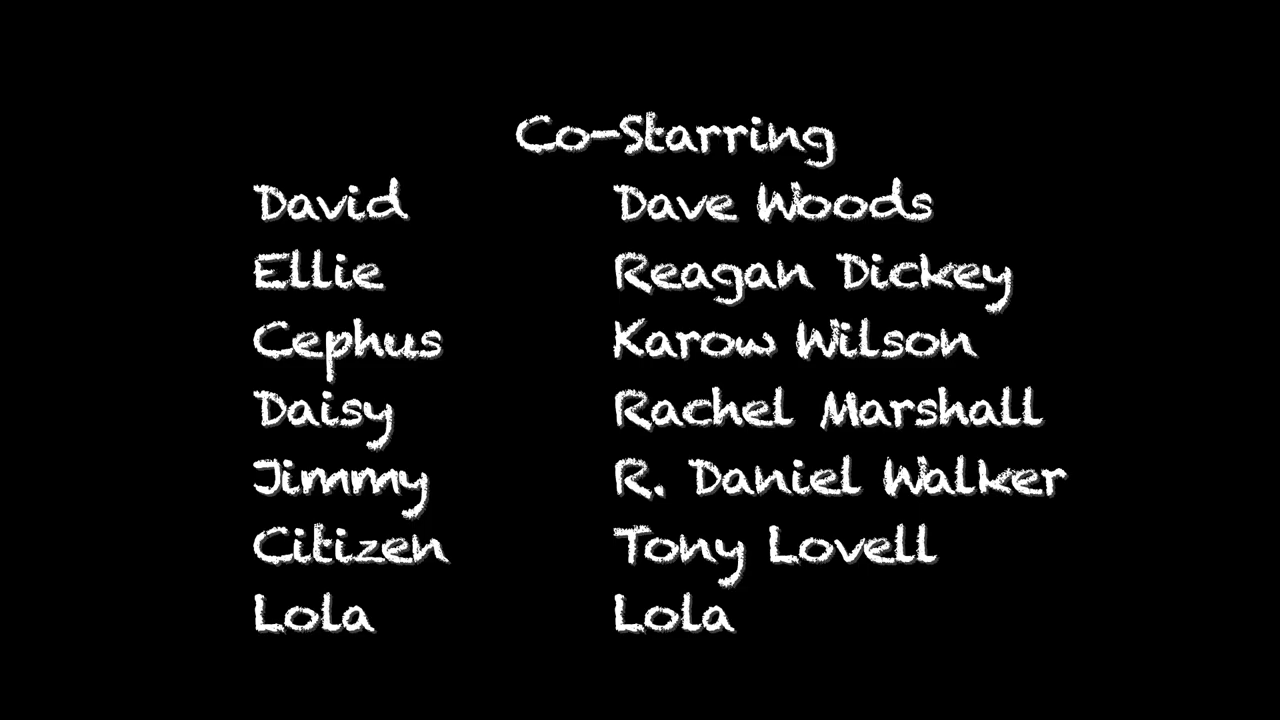 Co-Starring
David Dave Woods
Ellie Reagan Dickey
Cephus Karow Wilson
Daisy Rachel Marshall
Jimmy R. Daniel Walker
Citizen Tony Lovell
Lola Lola